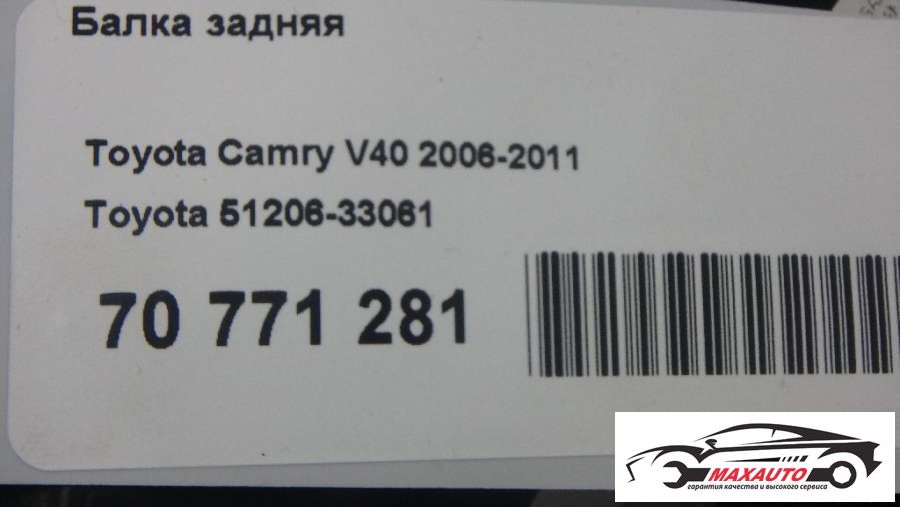 Балка задняя
Toyota Camry V40 2006-2011
Toyota 51206-33061
70 771 281
MAXAUTO
гарантия качества и высокого сервиса